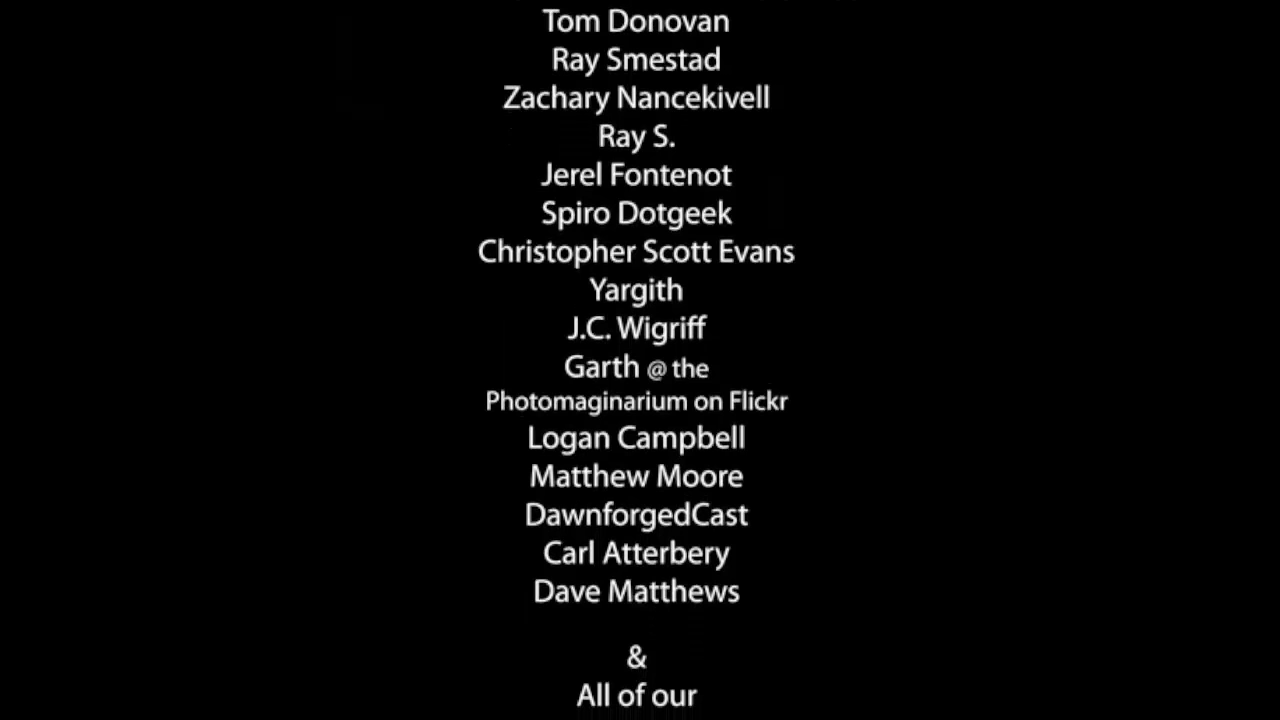 Tom Donovan
Ray Smestad
Zachary Nancekivell
Ray S.
Jerel Fontenot
Spiro Dotgeek
Christopher Scott Evans
Yargith
J.C. Wigriff
Garth @ the
Photomaginarium on Flickr
Logan Campbell
Matthew Moore
DawnforgedCast
Carl Atterbery
Dave Matthews
&
All of our